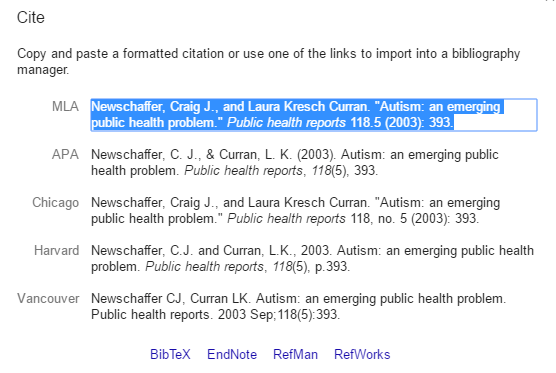 Cite
Copy and paste a formatted citation or use one of the links to import into a bibliography
manager.
MLA Newschaffer, Craig J., and Laura Kresch Curran. "Autism: an emerging
public health problem." Public health reports 118.5 (2003): 393.
APA Newschaffer, C. J., & Curran, L. K. (2003). Autism: an emerging public
health problem. Public health reports, 118(5), 393.
Chicago Newschaffer, Craig J., and Laura Kresch Curran. "Autism: an emerging
public health problem." Public health reports 118, no. 5 (2003): 393.
Harvard Newschaffer, C.J. and Curran, L.K., 2003. Autism: an emerging public health
problem. Public health reports, 118(5), p.393.
Vancouver Newschaffer CJ, Curran LK. Autism: an emerging public health problem.
Public health reports. 2003 Sep;118(5):393.
BibTeX EndNote RefMan RefWorks